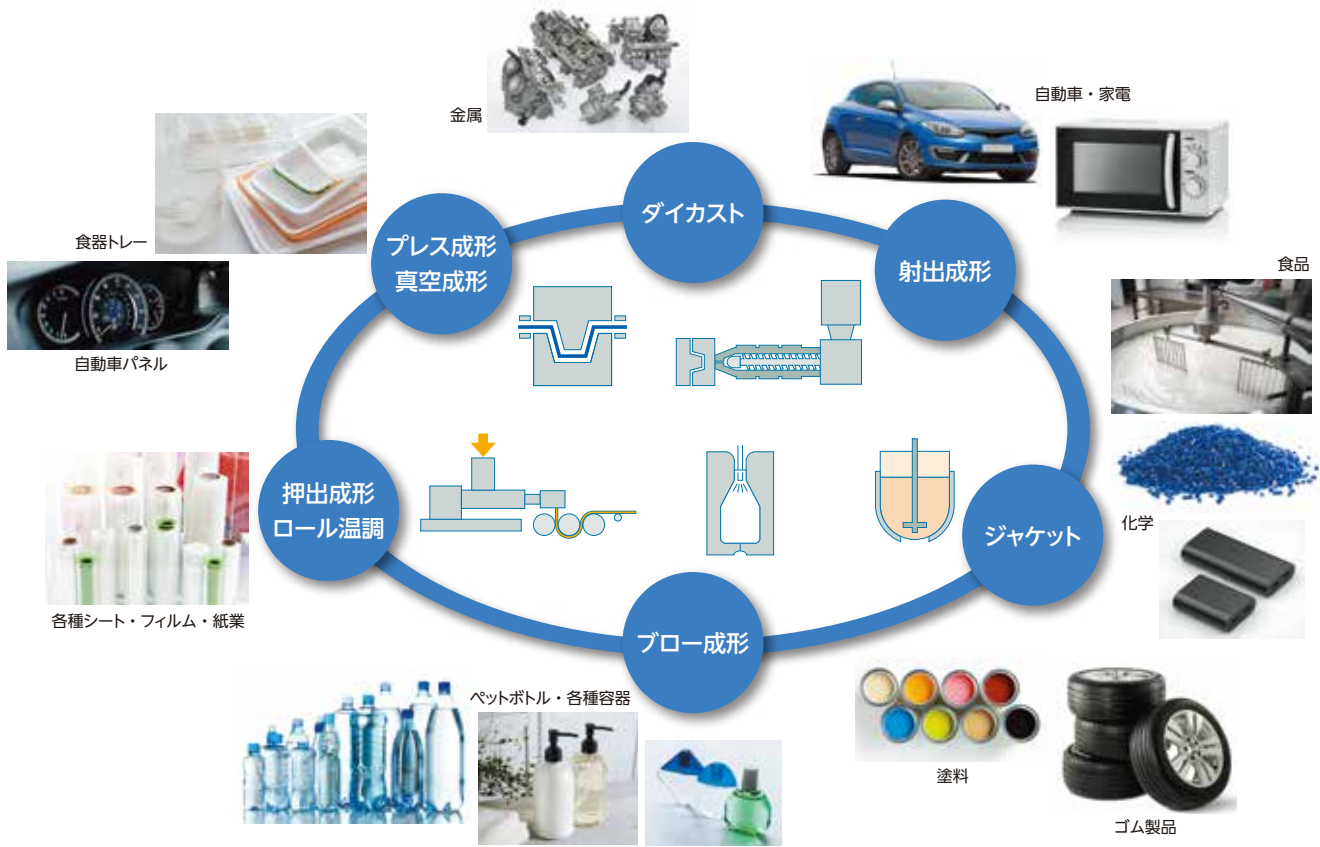 金属
自動車・家電
食器トレー
プレス成形
真空成形
ダイカスト
射出成形
食品
自動車パネル
押出成形
ロール温調
ジャケット
化学
各種シート・フィルム・紙業
ブロー成形
ペットボトル・各種容器
塗料
ゴム製品